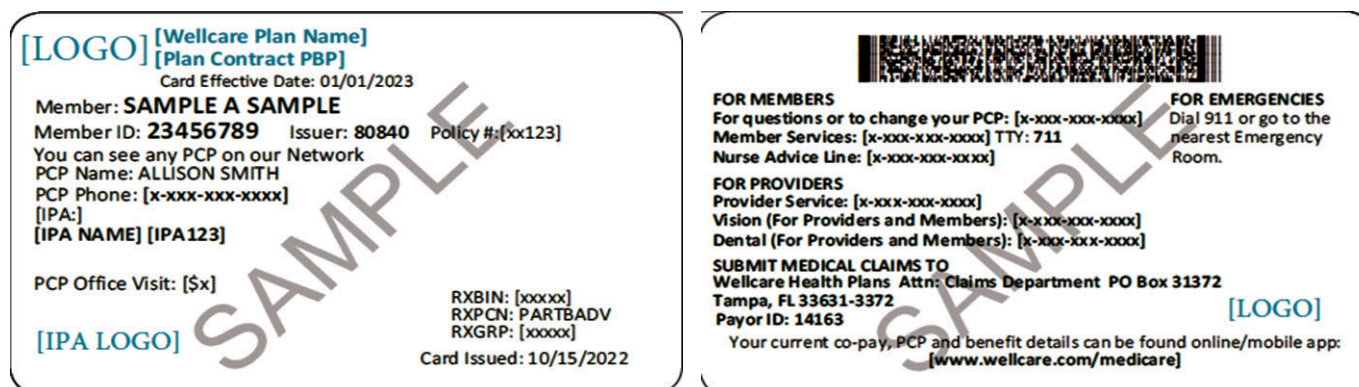 [LOGO]
[Wellcare Plan Name]
[Plan Contract PBP]
Card Effective Date: 01/01/2023
Member: SAMPLE A SAMPLE
Member ID: 23456789 Issuer: 80840 Policy #:[xx123]
You can see any PCP on our Network
PCP Name: ALLISON SMITH
PCP Phone: [x-xxx-xxx-xxxx]
[IPA:]
[IPA NAME] [IPA123]
PCP Office Visit: [$x]
[IPA LOGO]
RXBIN: [xxxxx]
RXPCN: PARTBADV
RXGRP: [xxxxx]
Card Issued: 10/15/2022
SAMPLE
FOR MEMBERS
For questions or to change your PCP: [x-xxx-xxx-xxxx]
Member Services: [x-xxx-xxx-xxxx] TTY: 711
Nurse Advice Line: [x-xxx-xxx-xxxx]
FOR EMERGENCIES
Dial 911 or go to the
nearest Emergency
Room.
FOR PROVIDERS
Provider Service: [x-xxx-xxx-xxxx]
Vision (For Providers and Members): [x-xxx-xxx-xxxx]
Dental (For Providers and Members): [x-xxx-xxx-xxxx]
SUBMIT MEDICAL CLAIMS TO
Wellcare Health Plans Attn: Claims Department PO Box 31372
Tampa, FL 33631-3372
Payor ID: 14163
[LOGO]
Your current co-pay, PCP and benefit details can be found online/mobile app:
[www.wellcare.com/medicare]
SAMPLE